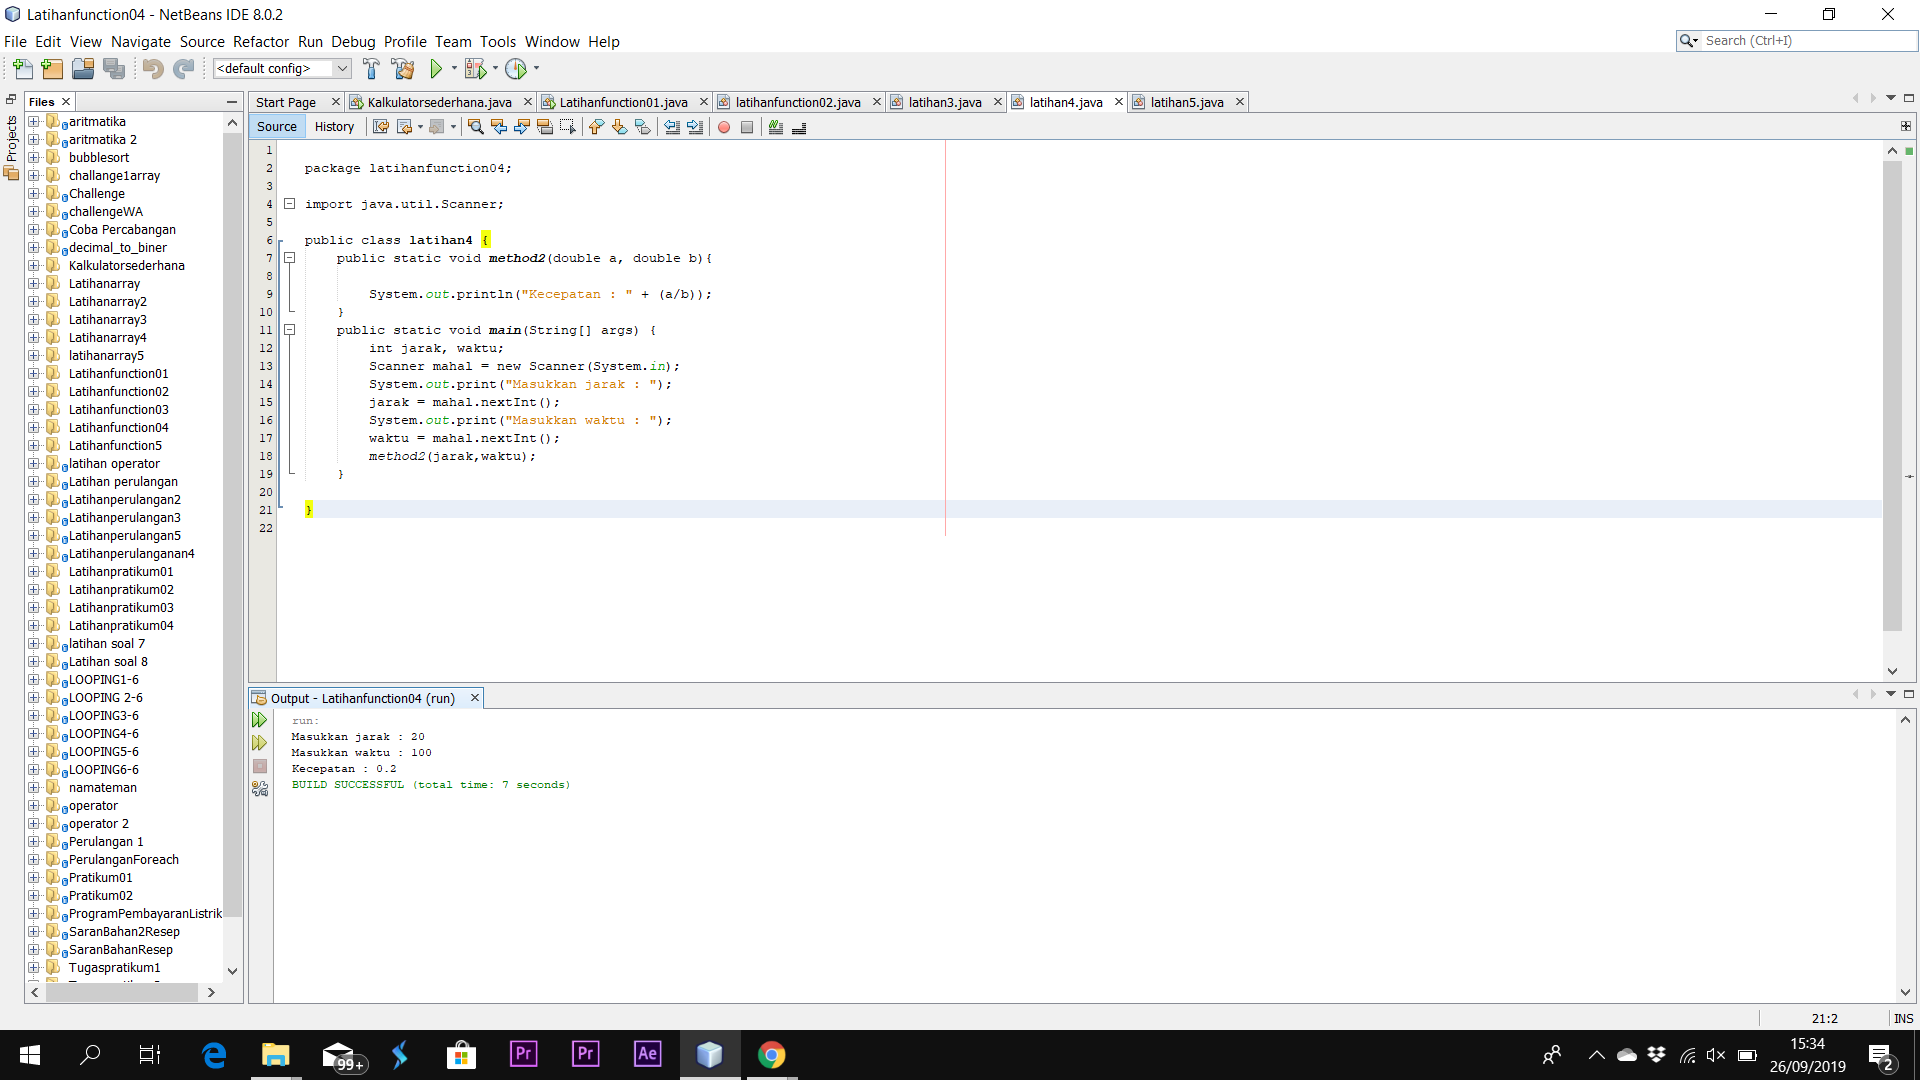 Latihanfunction04 - NetBeans IDE 8.0.2
File Edit View Navigate Source Refactor Run Debug Profile Team Tools Window Help
Search (Ctrl+I)
<default config>
Projects
Files
aritmatika
aritmatika 2
bubblesort
challange1array
Challenge
challengeWA
Coba Percabangan
decimal_to_biner
Kalkulatorsederhana
Latihanarray
Latihanarray2
Latihanarray3
Latihanarray4
latihanarray5
Latihanfunction01
Latihanfunction02
Latihanfunction03
Latihanfunction04
Latihanfunction5
latihan operator
Latihan perulangan
Latihanperulangan2
Latihanperulangan3
Latihanperulangan5
Latihanperulanganan4
Latihanpratikum01
Latihanpratikum02
Latihanpratikum03
Latihanpratikum04
latihan soal 7
Latihan soal 8
LOOPING1-6
LOOPING 2-6
LOOPING3-6
LOOPING4-6
LOOPING5-6
LOOPING6-6
namateman
operator
operator 2
Perulangan 1
PerulanganForeach
Pratikum01
Pratikum02
ProgramPembayaranListrik
SaranBahan2Resep
SaranBahanResep
Tugaspratikum1
Start Page Kalkulatorsederhana.java Latihanfunction01.java latihanfunction02.java latihan3.java latihan4.java latihan5.java
Source History
1
2 package latihanfunction04;
3
4 import java.util.Scanner;
5
6 public class latihan4 {
7 public static void method2(double a, double b){
8
9 System.out.println("Kecepatan : " + (a/b));
10 }
11 public static void main(String[] args) {
12 int jarak, waktu;
13 Scanner mahal = new Scanner(System.in);
14 System.out.print("Masukkan jarak : ");
15 jarak = mahal.nextInt();
16 System.out.print("Masukkan waktu : ");
17 waktu = mahal.nextInt();
18 method2(jarak,waktu);
19 }
20
21 }
22
Output - Latihanfunction04 (run)
run:
Masukkan jarak : 20
Masukkan waktu : 100
Kecepatan : 0.2
BUILD SUCCESSFUL (total time: 7 seconds)
21:2 INS
99+
Pr
Pr
Ae
15:34
26/09/2019
2